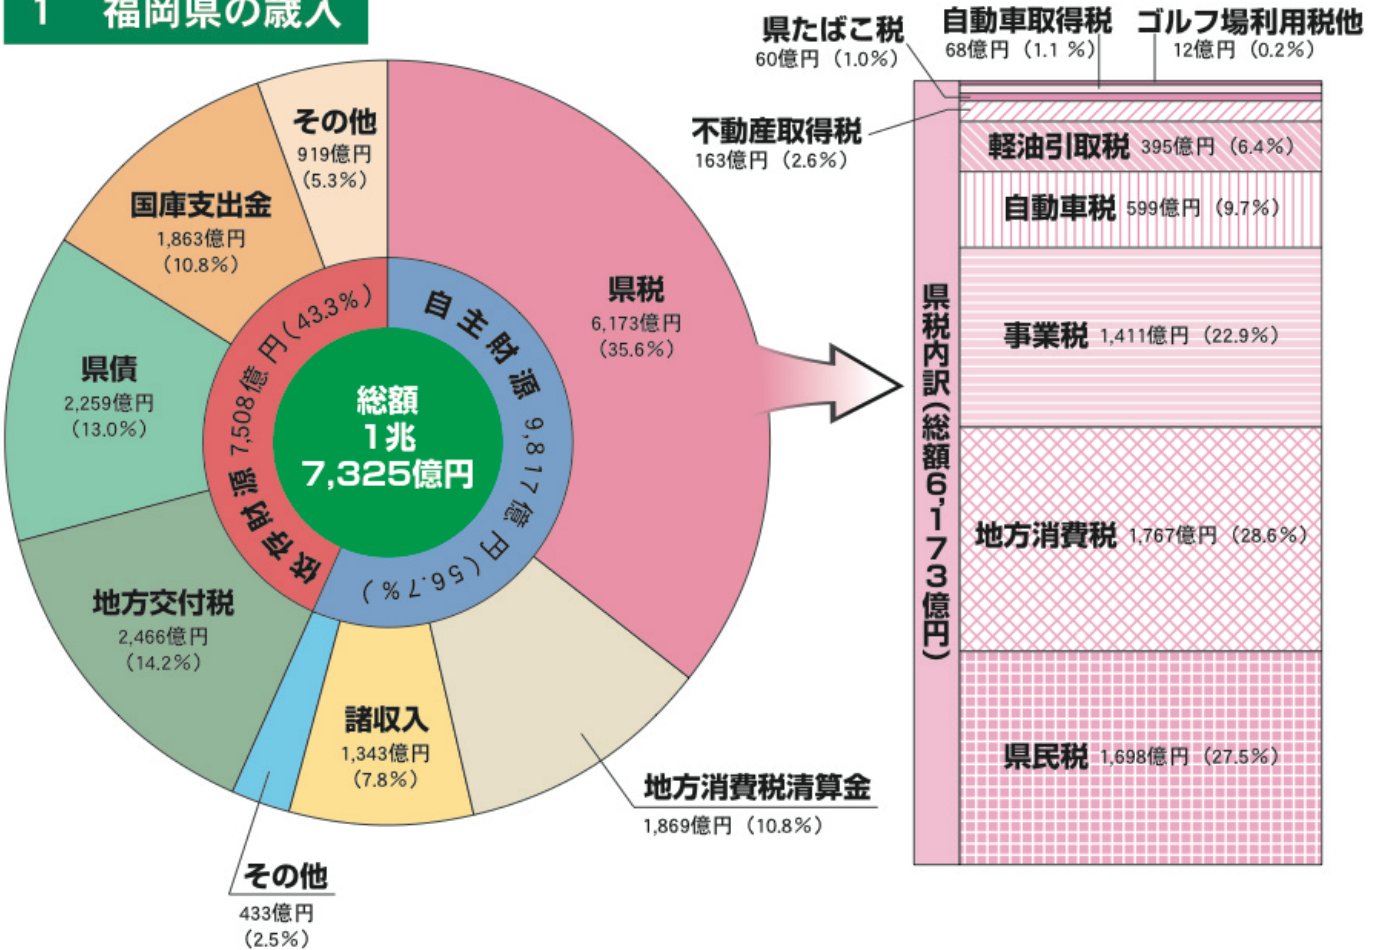 1 福岡県の歳入
その他
919億円
(5.3%)
国庫支出金
1,863億円
(10.8%)
県債
2,259億円
(13.0%)
地方交付税
2,466億円
(14.2%)
その他
433億円
(2.5%)
諸収入
1,343億円
(7.8%)
地方消費税清算金
1,869億円 (10.8%)
県税
6,173億円
(35.6%)
自主財源 9,817億円(56.7%)
依存財源 7,508億円(43.3%)
総額
1兆
7,325億円
県税内訳(総額6,173億円)
県たばこ税
60億円 (1.0%)
自動車取得税
68億円 (1.1 %)
ゴルフ場利用税他
12億円 (0.2%)
不動産取得税
163億円 (2.6%)
軽油引取税 395億円 (6.4%)
自動車税 599億円 (9.7%)
事業税 1,411億円 (22.9%)
地方消費税 1,767億円 (28.6%)
県民税 1,698億円 (27.5%)